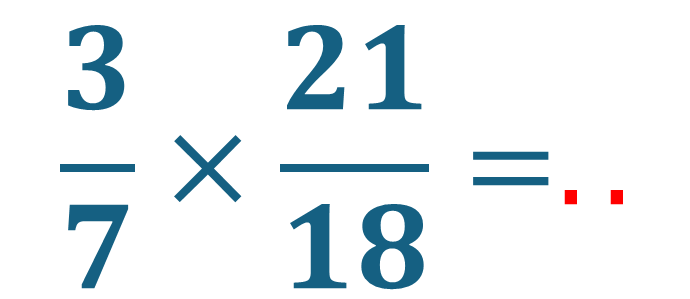 3/7 × 21/18 = . .